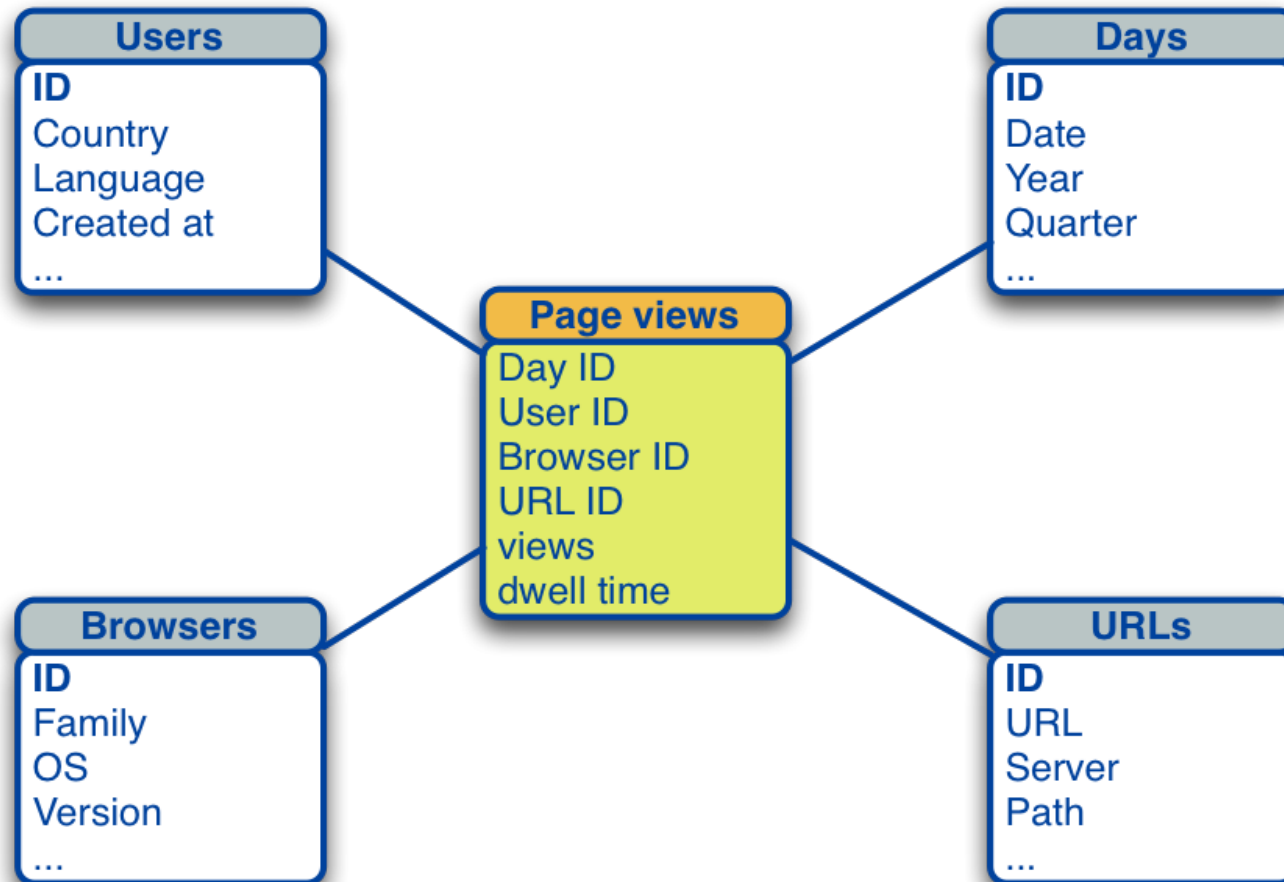 Users
ID
Country
Language
Created at
...
Days
ID
Date
Year
Quarter
...
Page views
Day ID
User ID
Browser ID
URL ID
views
dwell time
Browsers
ID
Family
OS
Version
...
URLs
ID
URL
Server
Path
...